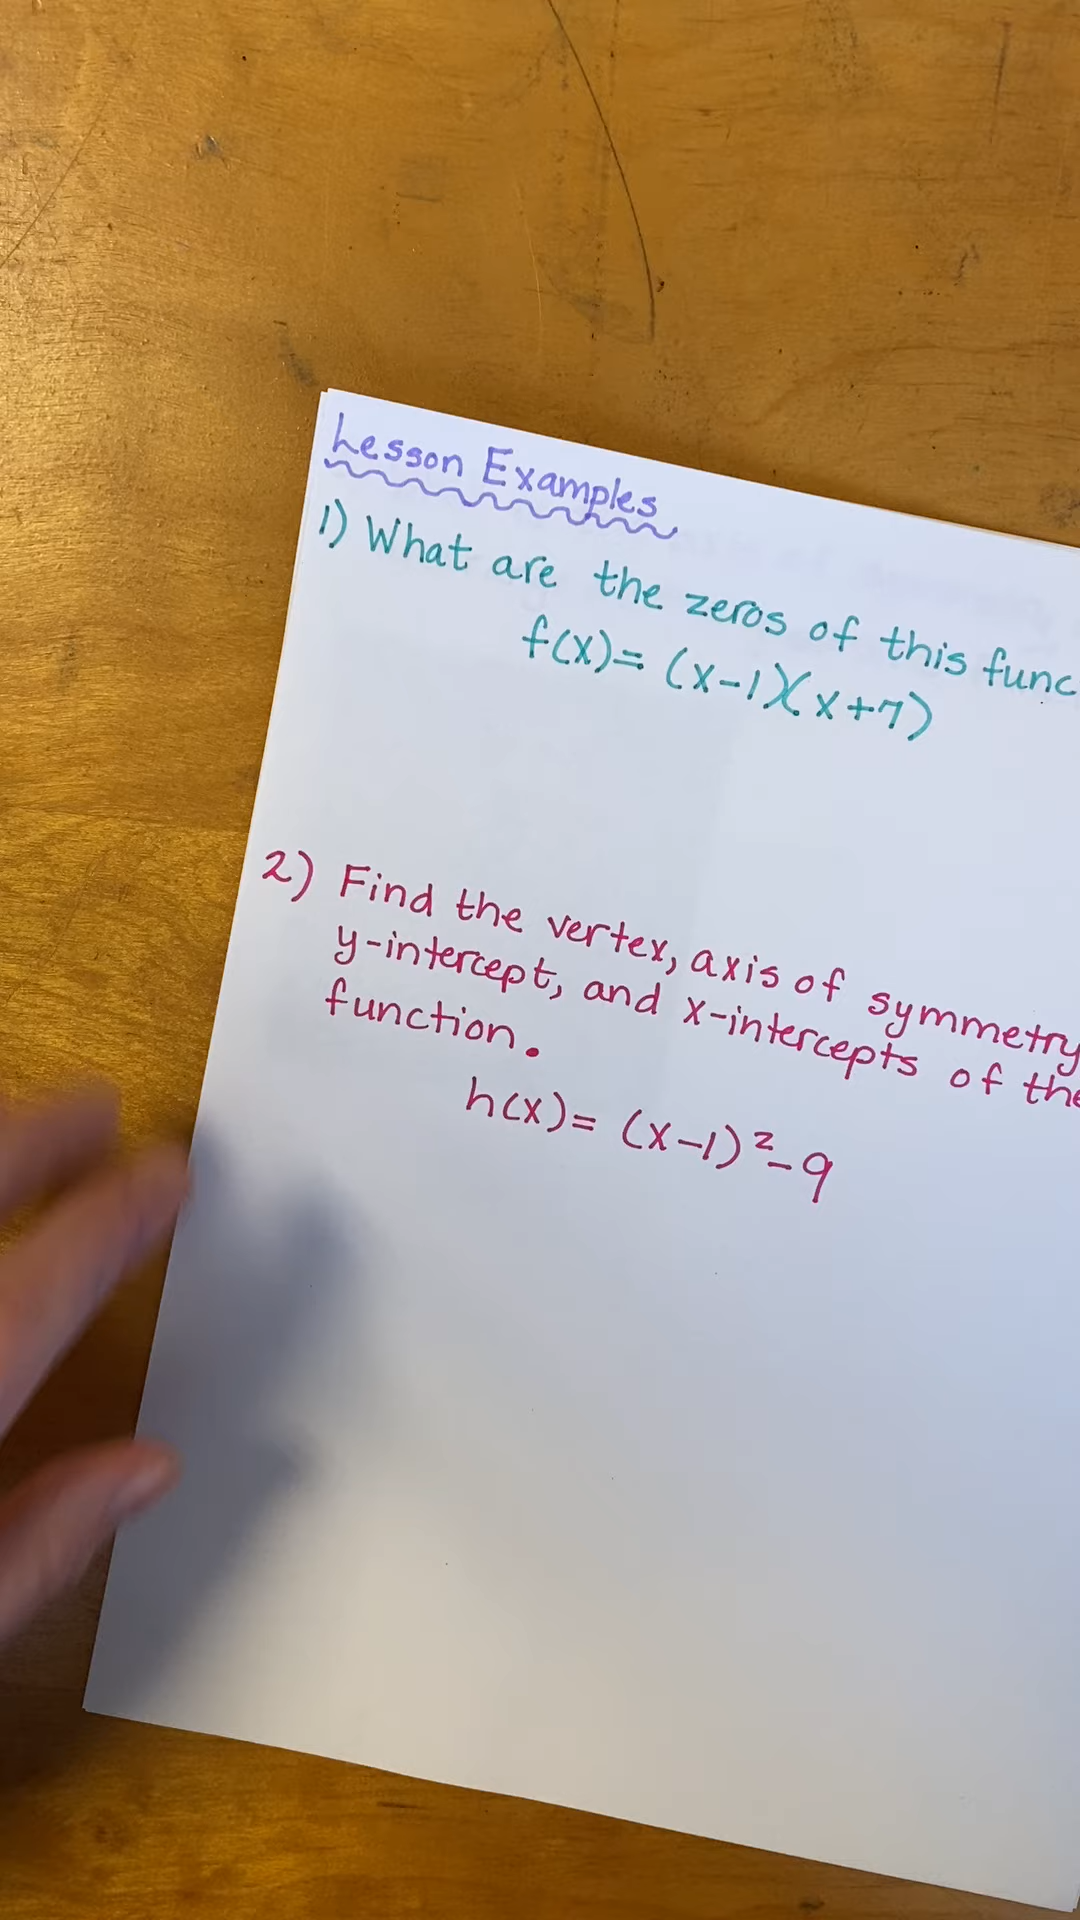 Lesson Examples
1) What are the zeros of this func
f(x)= (x-1)(x+7)
2) Find the vertex, axis of symmetry
y-intercept, and x-intercepts of the
function.
h(x)= (x-1)²-9